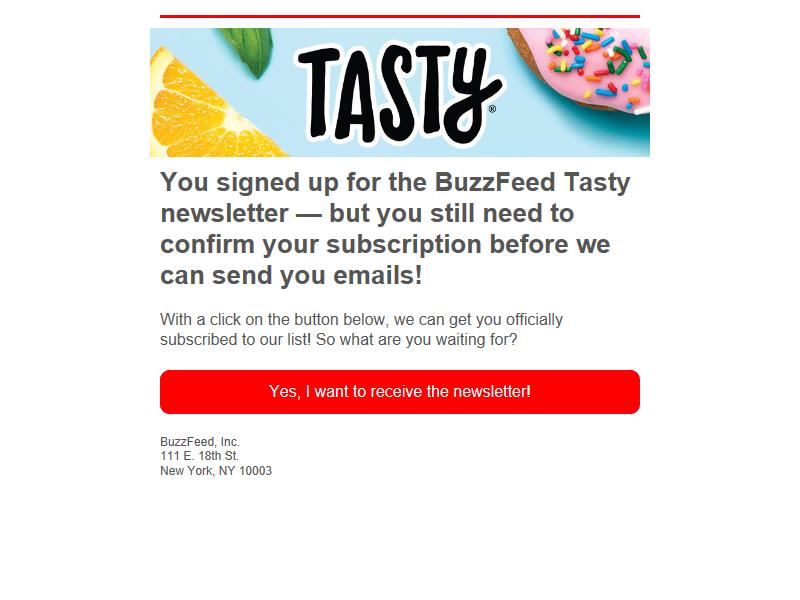 TASTY®
You signed up for the BuzzFeed Tasty
newsletter — but you still need to
confirm your subscription before we
can send you emails!
With a click on the button below, we can get you officially
subscribed to our list! So what are you waiting for?
Yes, I want to receive the newsletter!
BuzzFeed, Inc.
111 E. 18th St.
New York, NY 10003